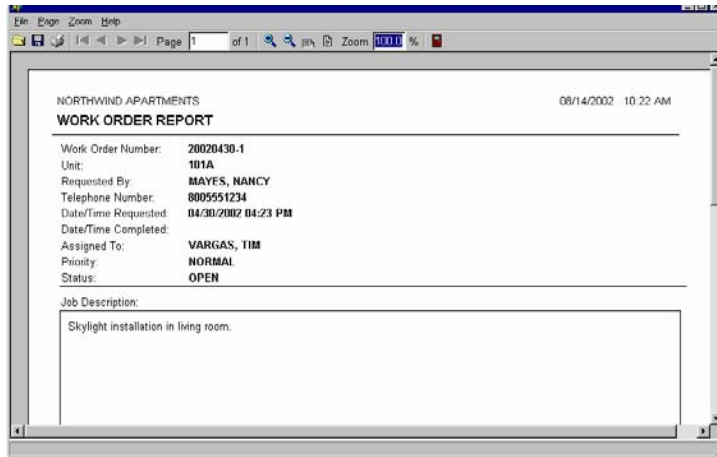 File Page Zoom Help
Page 1 of 1 Zoom 100.0 %
NORTHWIND APARTMENTS 08/14/2002 10:22 AM
WORK ORDER REPORT
Work Order Number: 20020430-1
Unit: 101A
Requested By: MAYES, NANCY
Telephone Number: 8005551234
Date/Time Requested: 04/30/2002 04:23 PM
Date/Time Completed:
Assigned To: VARGAS, TIM
Priority: NORMAL
Status: OPEN
Job Description:
Skylight installation in living room.